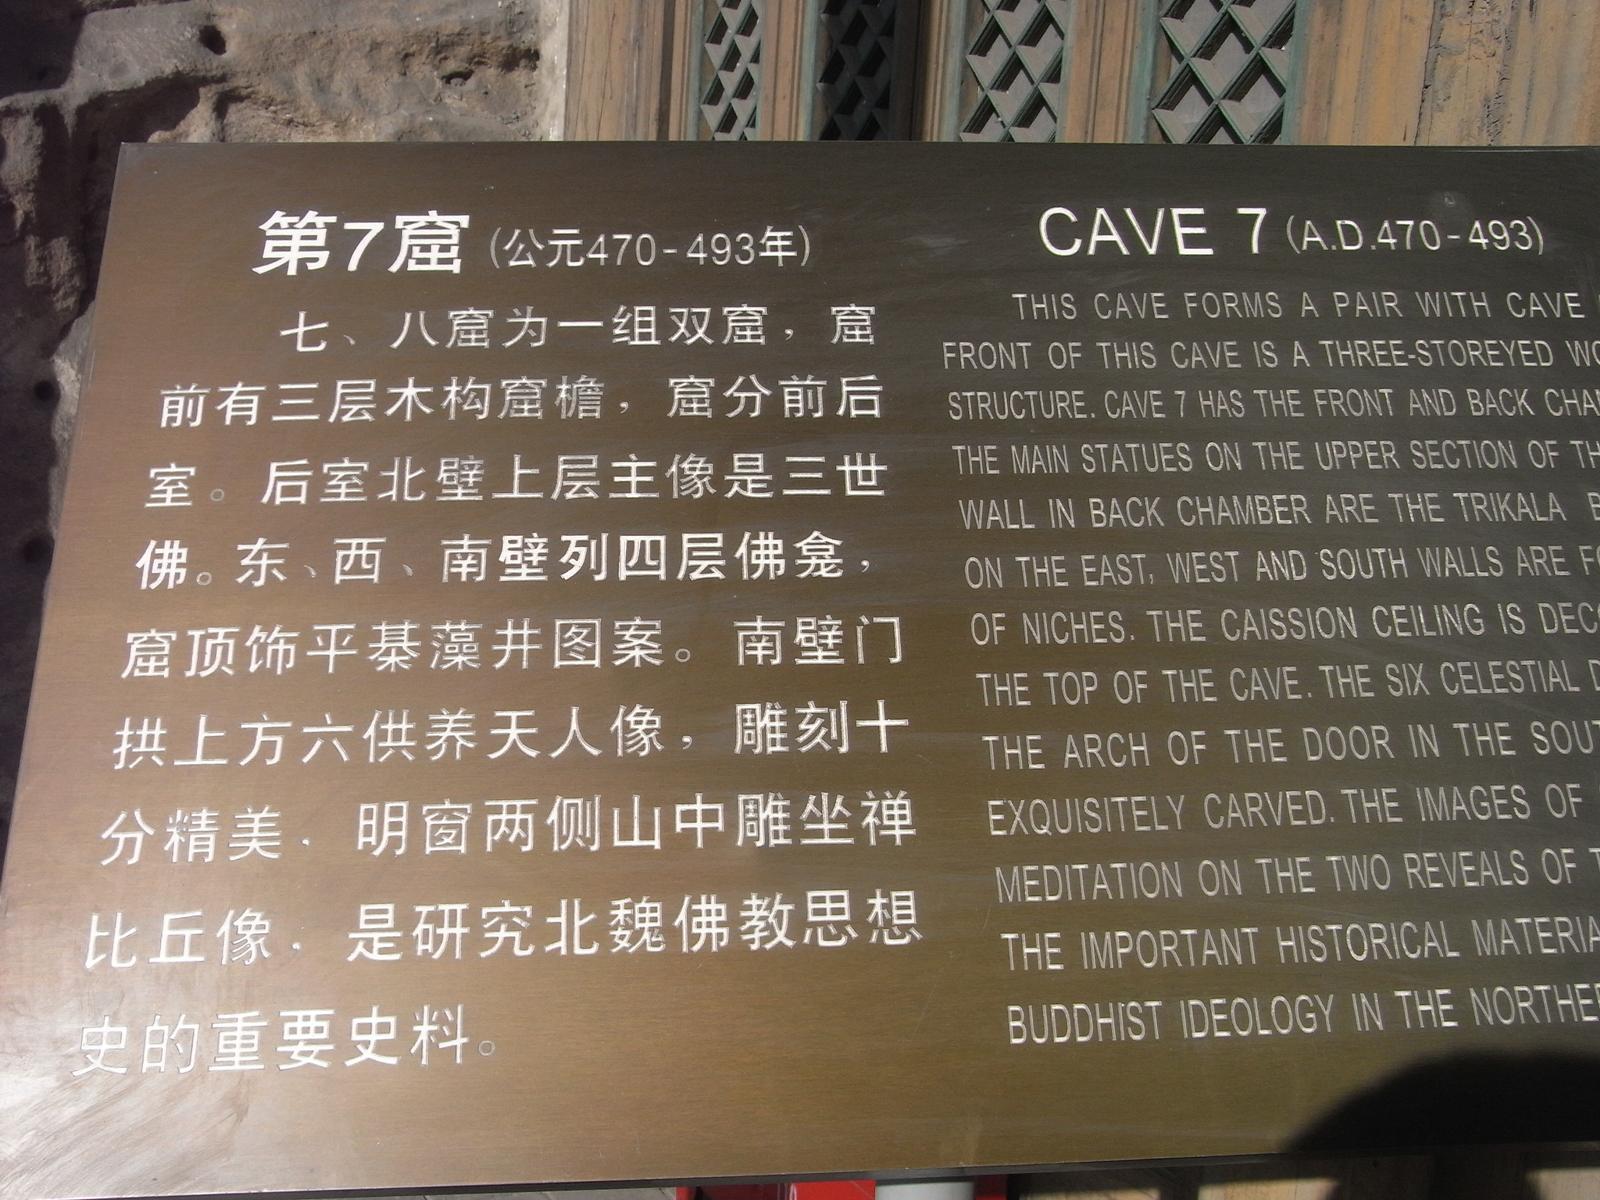 第7窟（公元470-493年）
七、八窟为一组双窟，窟
前有三层木构窟檐，窟分前后
室。后室北壁上层主像是三世
佛。东、西、南壁列四层佛龛，
窟顶饰平棊藻井图案。南壁门
拱上方六供养天人像，雕刻十
分精美．明窗两侧山中雕坐禅
比丘像．是研究北魏佛教思想
史的重要史料。
CAVE 7 (A.D.470-493)
THIS CAVE FORMS A PAIR WITH CAVE
FRONT OF THIS CAVE IS A THREE-STOREYED
STRUCTURE. CAVE 7 HAS THE FRONT AND BACK
THE MAIN STATUES ON THE UPPER SECTION OF
WALL IN BACK CHAMBER ARE THE TRIKALA
ON THE EAST, WEST AND SOUTH WALLS ARE
OF NICHES. THE CAISSION CEILING IS
THE TOP OF THE CAVE. THE SIX CELESTIAL
THE ARCH OF THE DOOR IN THE
EXQUISITELY CARVED. THE IMAGES OF
MEDITATION ON THE TWO REVEALS OF
THE IMPORTANT HISTORICAL
BUDDHIST IDEOLOGY IN THE